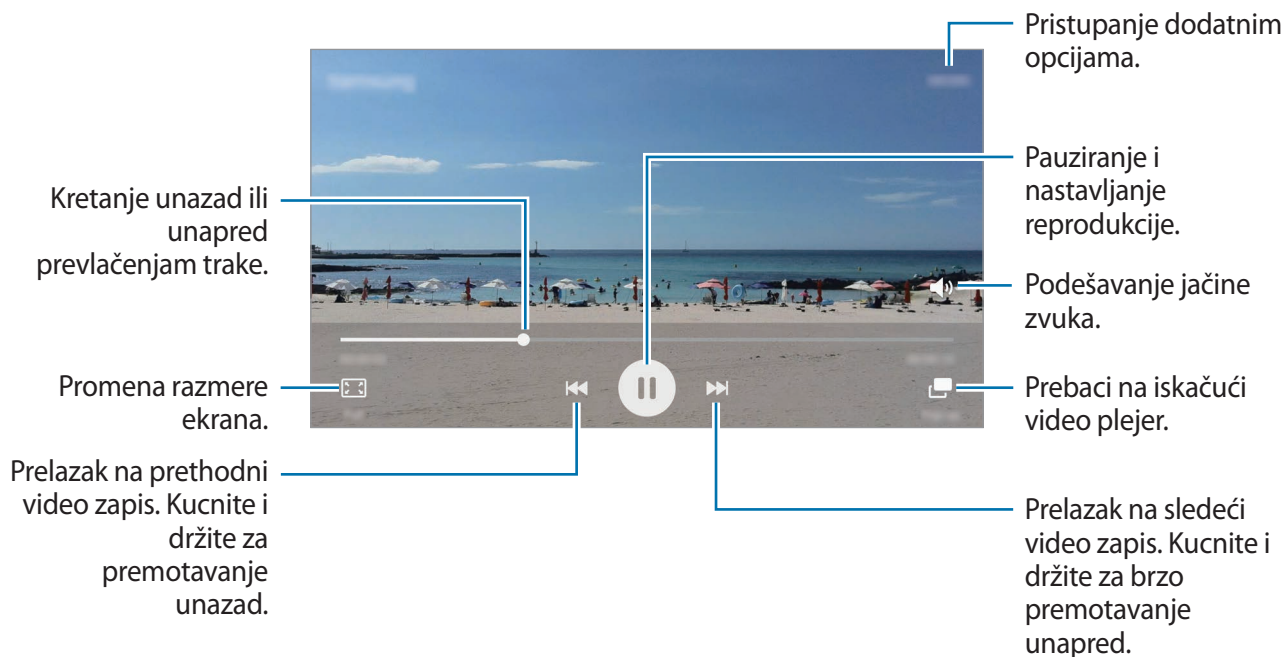 Pristupanje dodatnim
opcijama.
Pauziranje i
nastavljanje
reprodukcije.
Kretanje unazad ili
unapred
prevlačenjam trake.
Podešavanje jačine
zvuka.
Promena razmere
ekrana.
Prebaci na iskačući
video plejer.
Prelazak na prethodni
video zapis. Kucnite i
držite za
premotavanje
unazad.
Prelazak na sledeći
video zapis. Kucnite i
držite za brzo
premotavanje
unapred.